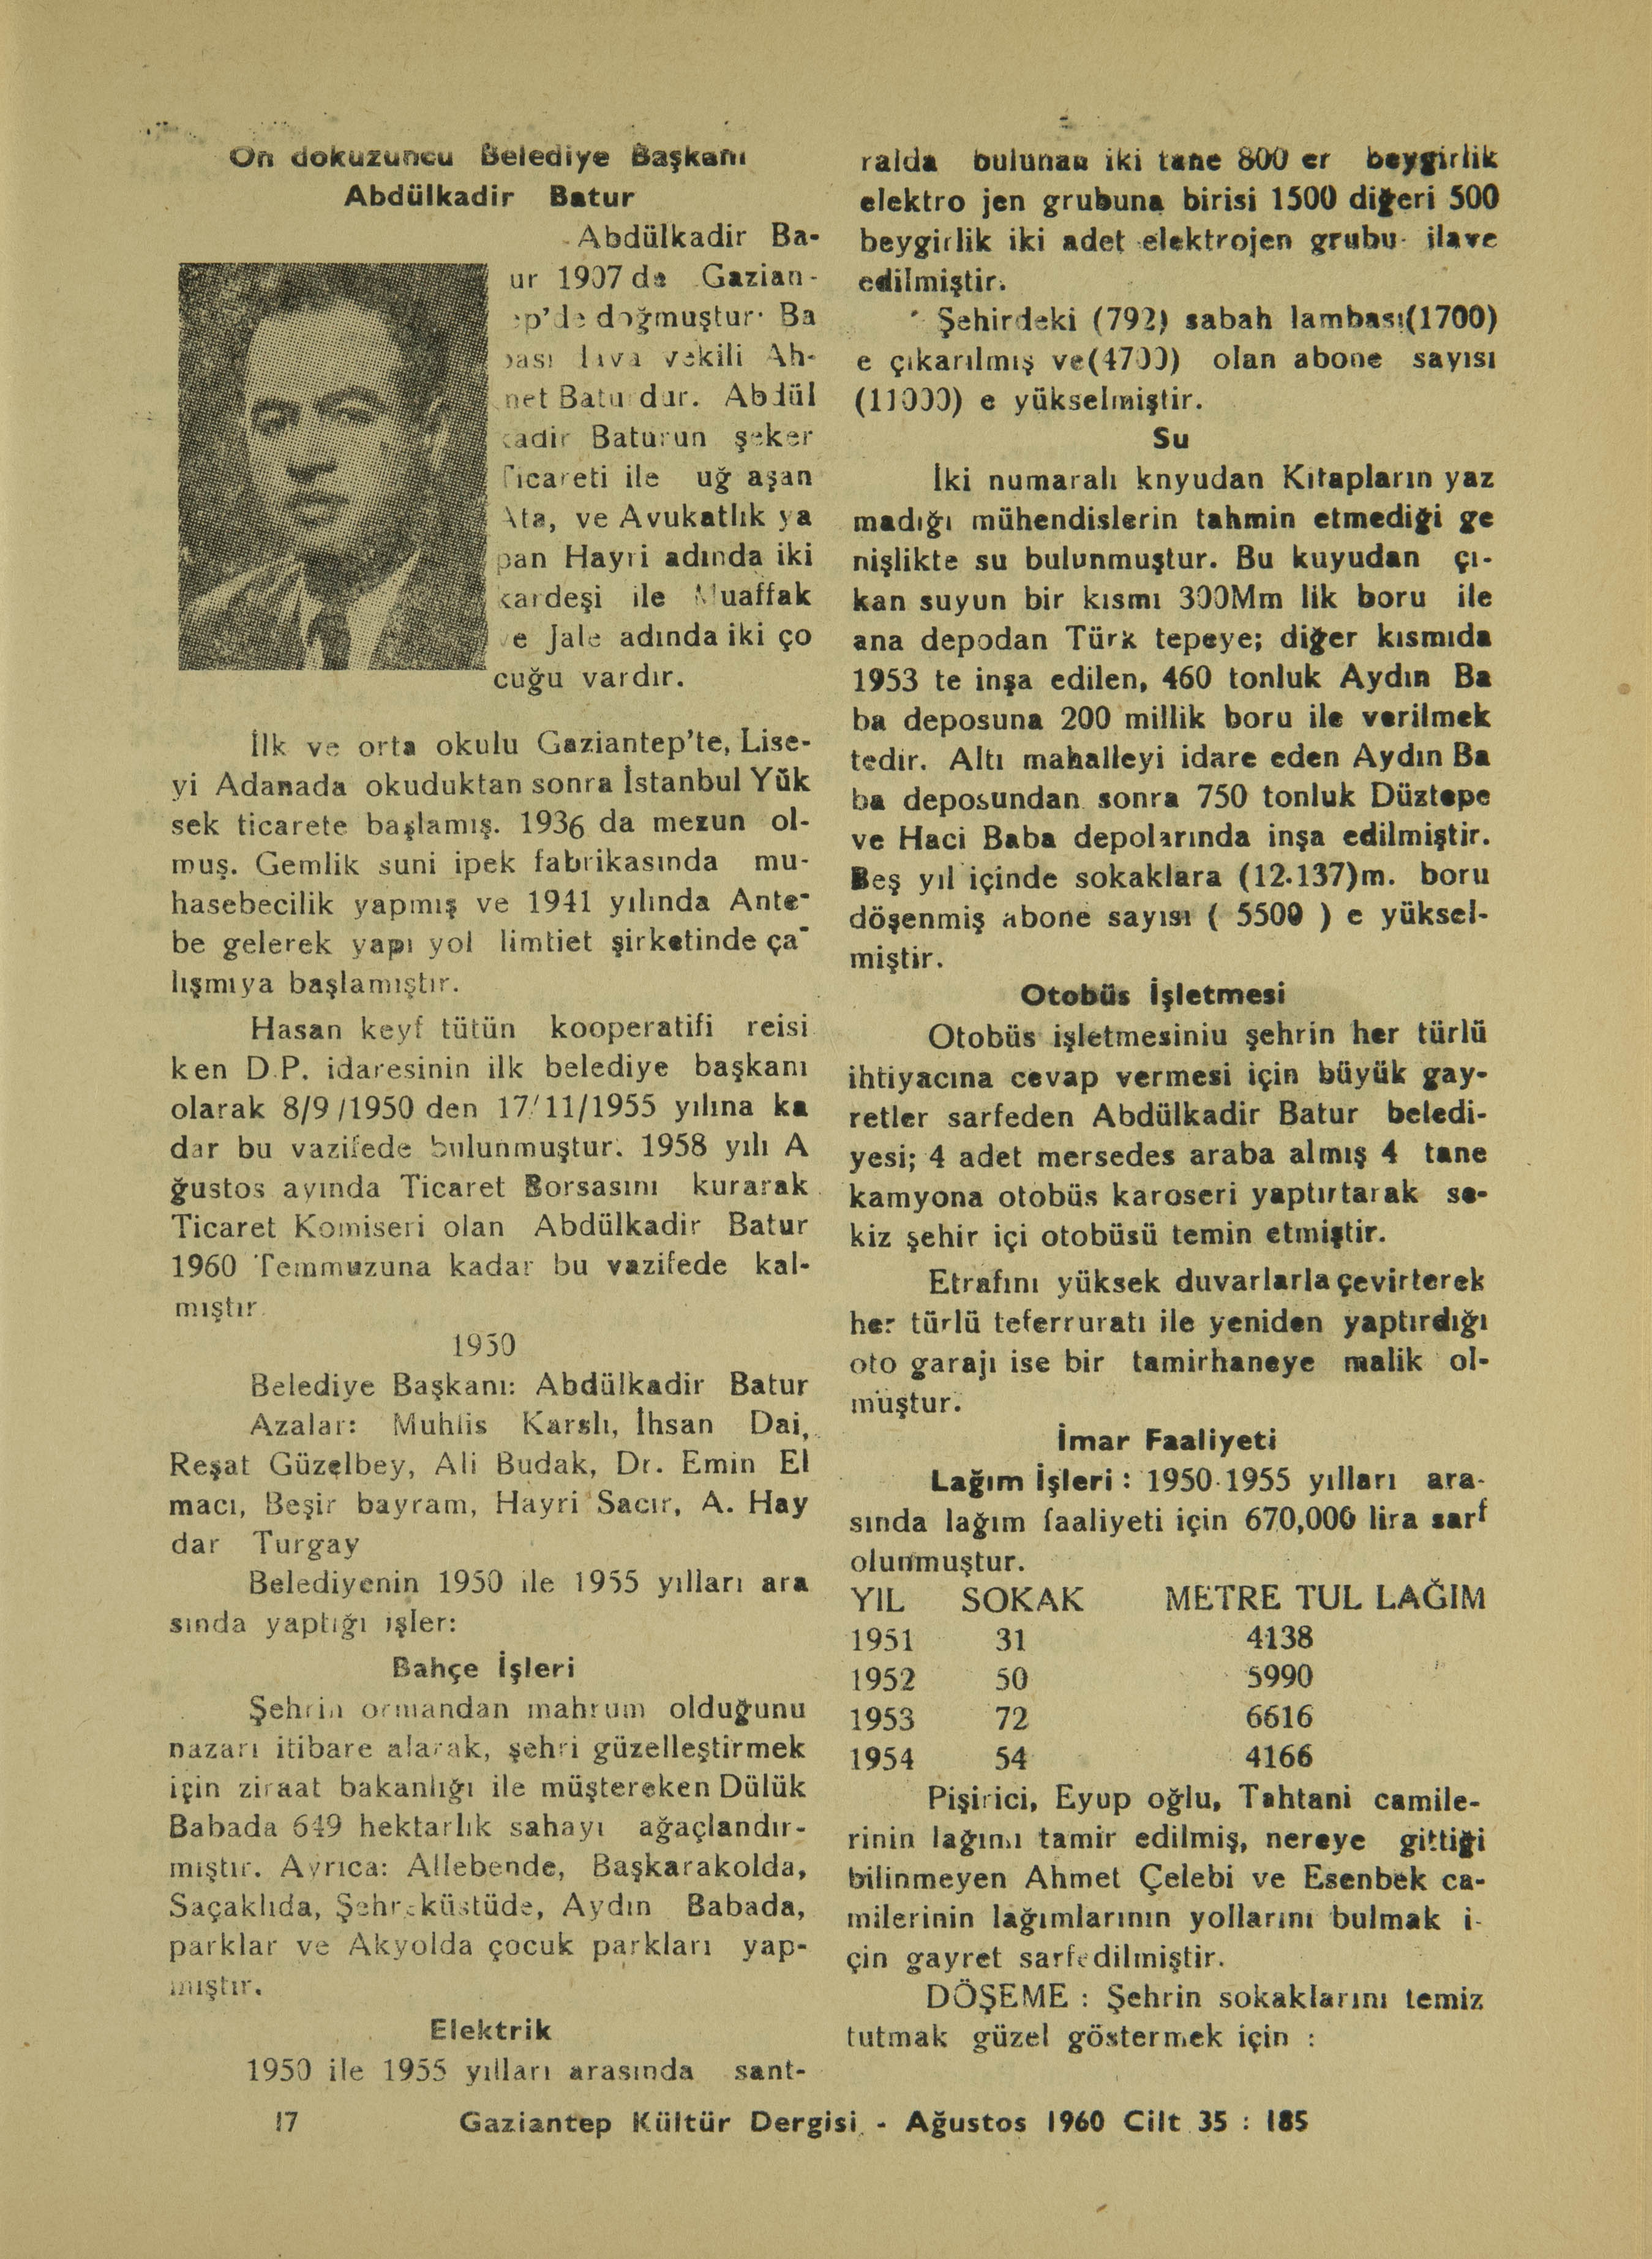 On dokuzuncu Belediye Başkanı
Abdülkadir Batur
Abdülkadir Ba-
ur 1907 de Gazian-
ep'de doğmuştur. Ba
bası dava vekili Ah-
met Batu dur. Abdül
kadir Baturun şeker
Ticareti ile uğ aşan
Ata, ve Avukatlık ya
pan Hayri adında iki
kardeşi ile Muaffak
ve Jale adında iki ço
cuğu vardır.
İlk ve orta okulu Gaziantep'te, Lise-
yi Adanada okuduktan sonra İstanbul Yük
sek ticarete başlamış. 1936 da mezun ol-
muş. Gemlik suni ipek fabrikasında mu-
hasebecilik yapmış ve 1941 yılında Ante-
be gelerek yapı yol limtiet şirketinde ça-
lışmıya başlamıştır.
Hasan keyf tütün kooperatifi reisi
ken D.P. idaresinin ilk belediye başkanı
olarak 8/9/1950 den 17/11/1955 yılına ka
dar bu vazifede bulunmuştur. 1958 yılı A
ğustos ayında Ticaret Borsasını kurarak
Ticaret Komiseri olan Abdülkadir Batur
1960 Temmuzuna kadar bu vazifede kal-
mıştır.
1950
Belediye Başkanı: Abdülkadir Batur
Azalar: Muhlis Karslı, İhsan Dai,
Reşat Güzelbey, Ali Budak, Dr. Emin El
macı, Beşir bayram, Hayri Sacır, A. Hay
dar Turgay
Belediyenin 1950 ile 1955 yılları ara
sında yaptığı işler:
Bahçe İşleri
Şehrin ormandan mahrum olduğunu
nazarı itibare alarak, şehri güzelleştirmek
için ziraat bakanlığı ile müştereken Dülük
Babada 649 hektarlık sahayı ağaçlandır-
mıştır. Ayrıca: Allebende, Başkarakolda,
Saçaklıda, Şehreküstüde, Aydın Babada,
parklar ve Akyolda çocuk parkları yap-
mıştır.
Elektrik
1950 ile 1955 yılları arasında sant-
ralda bulunan iki tane 800 er beygirlik
elektro jen grubuna birisi 1500 diğeri 500
beygirlik iki adet elektrojen grubu ilave
edilmiştir.
Şehirdeki (792) sabah lambası(1700)
e çıkarılmış ve(4700) olan abone sayısı
(11000) e yükselmiştir.
Su
İki numaralı knyudan Kitapların yaz
madığı mühendislerin tahmin etmediği ge
nişlikte su bulunmuştur. Bu kuyudan çı-
kan suyun bir kısmı 300Mm lik boru ile
ana depodan Türk tepeye; diğer kısmıda
1953 te inşa edilen, 460 tonluk Aydın Ba
ba deposuna 200 millik boru ile verilmek
tedir. Altı mahalleyi idare eden Aydın Ba
ba deposundan sonra 750 tonluk Düztepe
ve Haci Baba depolarında inşa edilmiştir.
Beş yıl içinde sokaklara (12.137)m. boru
döşenmiş abone sayısı ( 5500 ) e yüksel-
miştir.
Otobüs İşletmesi
Otobüs işletmesiniu şehrin her türlü
ihtiyacına cevap vermesi için büyük gay-
retler sarfeden Abdülkadir Batur beledi-
yesi; 4 adet mersedes araba almış 4 tane
kamyona otobüs karoseri yaptırtarak se-
kiz şehir içi otobüsü temin etmiştir.
Etrafını yüksek duvarlarla çevirterek
her türlü teferruratı ile yeniden yaptırdığı
oto garajı ise bir tamirhaneye malik ol-
muştur.
İmar Faaliyeti
Lağım İşleri : 1950-1955 yılları ara-
sında lağım faaliyeti için 670,000 lira sarf
olunmuştur.
YIL SOKAK METRE TUL LAĞIM
1951 31 4138
1952 50 5990
1953 72 6616
1954 54 4166
Pişirici, Eyup oğlu, Tahtani camile-
rinin lağımı tamir edilmiş, nereye gittiği
bilinmeyen Ahmet Çelebi ve Esenbek ca-
milerinin lağımlarının yollarını bulmak i-
çin gayret sarfedilmiştir.
DÖŞEME : Şehrin sokaklarını temiz
tutmak güzel göstermek için :
17 Gaziantep Kültür Dergisi - Ağustos 1960 Cilt 35 : 185